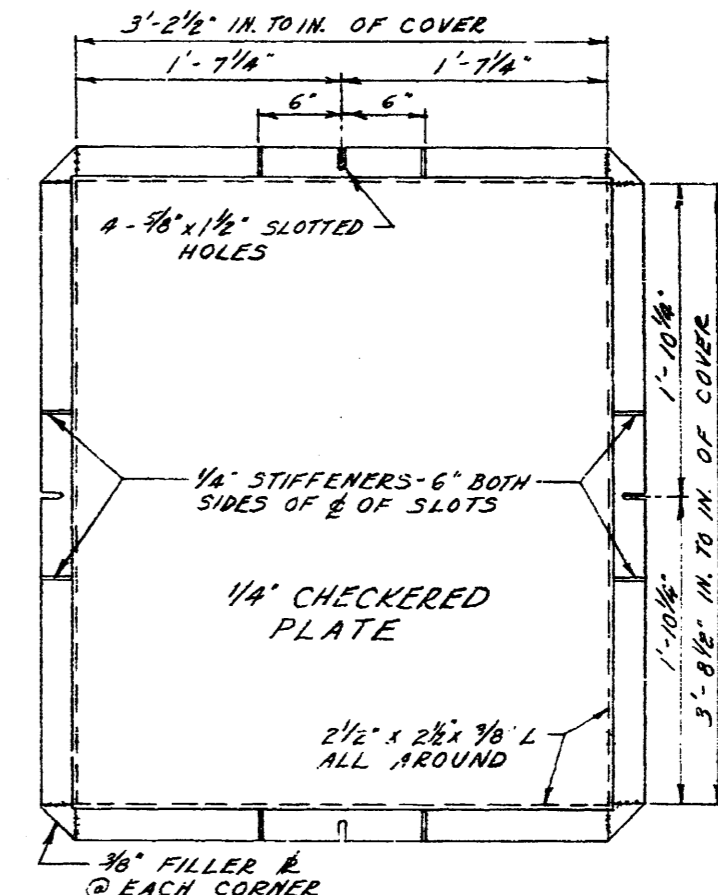 3'-2½" IN. TO IN. OF COVER
1'-7¼"
1'-7¼"
6"
6"
4 - 5/8" x 1½" SLOTTED
HOLES
1'-10¼"
3'-8½" IN. TO IN. OF COVER
¼" STIFFENERS-6" BOTH
SIDES OF ℄ OF SLOTS
¼" CHECKERED
PLATE
1'-10¼"
2½" x 2½" x 3/8" L
ALL AROUND
3/8" FILLER ⅊
@ EACH CORNER